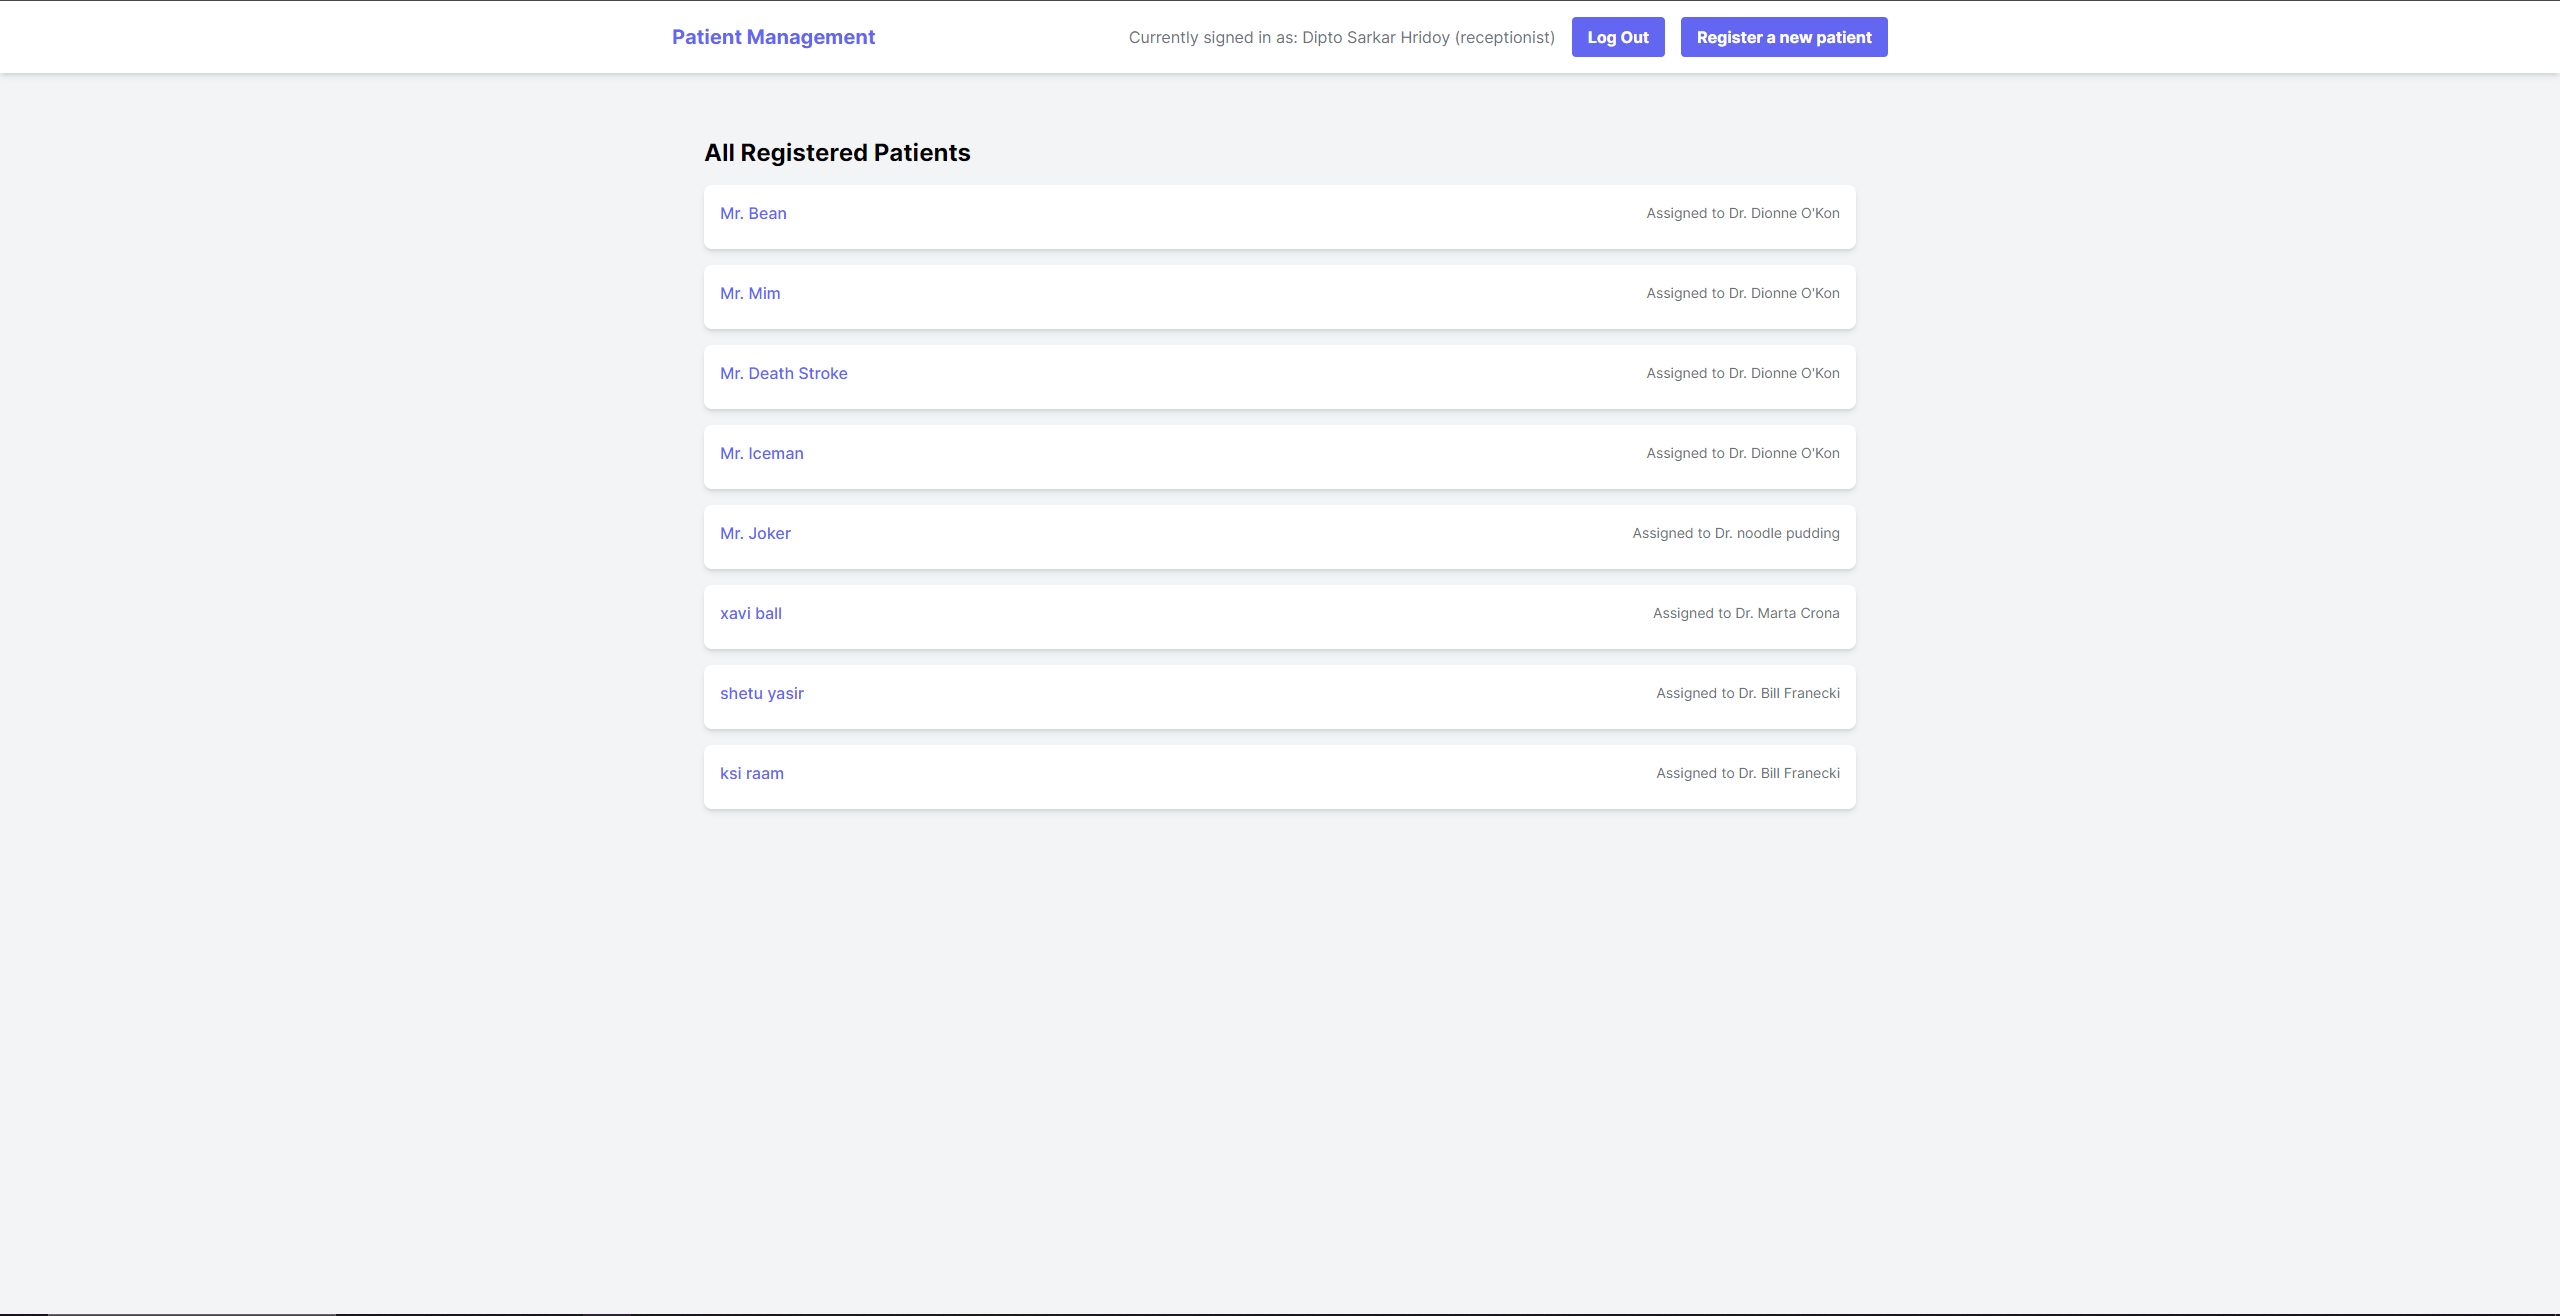 Patient Management
Currently signed in as: Dipto Sarkar Hridoy (receptionist)
Log Out
Register a new patient
All Registered Patients
Mr. Bean
Assigned to Dr. Dionne O'Kon
Mr. Mim
Assigned to Dr. Dionne O'Kon
Mr. Death Stroke
Assigned to Dr. Dionne O'Kon
Mr. Iceman
Assigned to Dr. Dionne O'Kon
Mr. Joker
Assigned to Dr. noodle pudding
xavi ball
Assigned to Dr. Marta Crona
shetu yasir
Assigned to Dr. Bill Franecki
ksi raam
Assigned to Dr. Bill Franecki